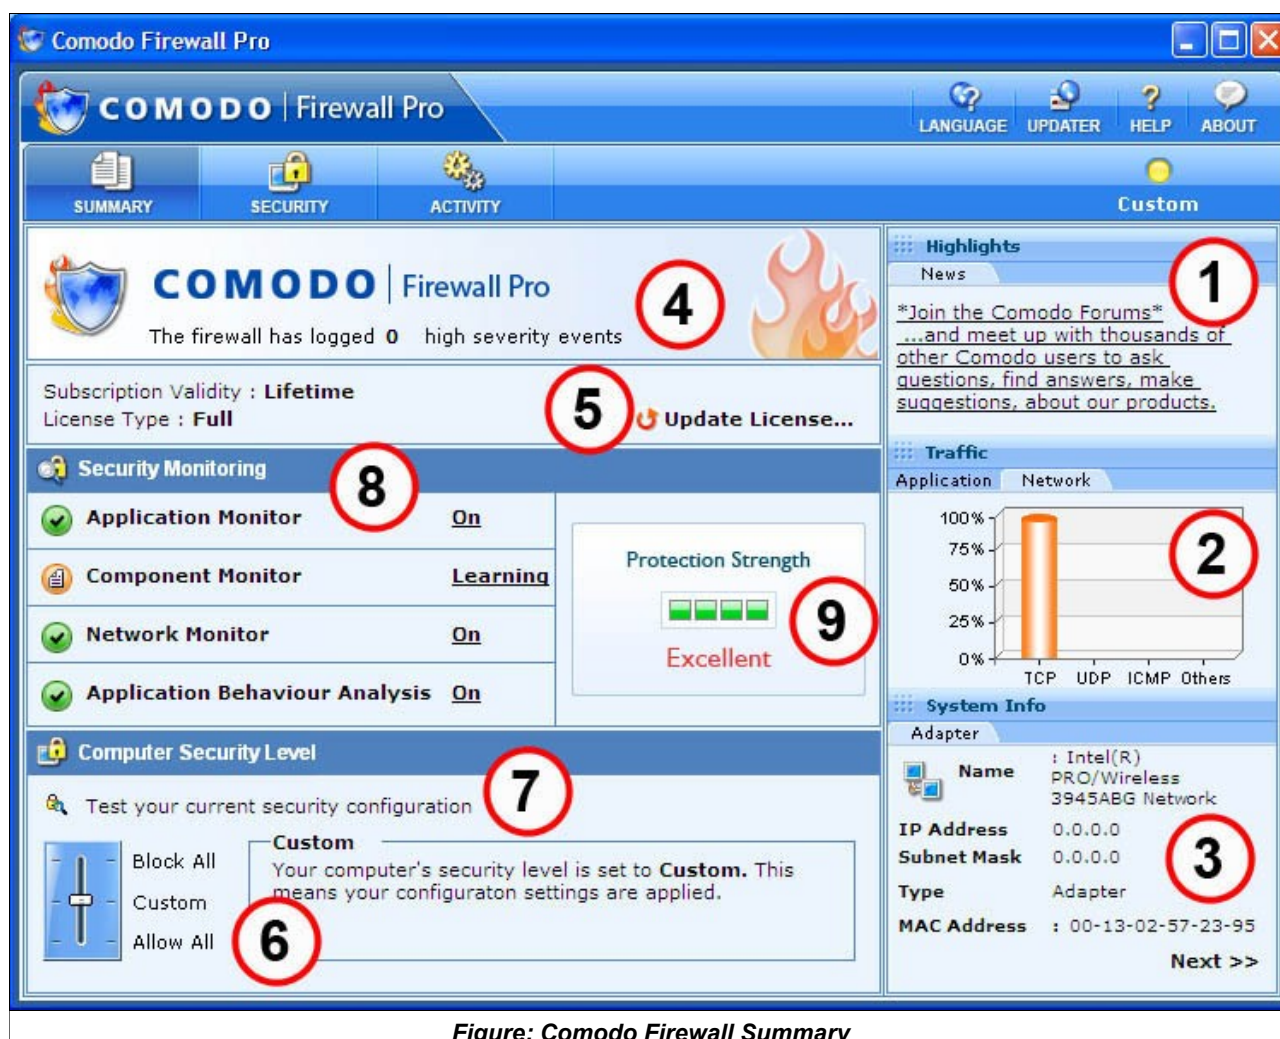 Comodo Firewall Pro
COMODO | Firewall Pro
LANGUAGE UPDATER HELP ABOUT
SUMMARY SECURITY ACTIVITY
Custom
COMODO | Firewall Pro
The firewall has logged 0 high severity events
4
Subscription Validity : Lifetime
License Type : Full
5
Update License...
Security Monitoring
8
Application Monitor On
Component Monitor Learning
Network Monitor On
Application Behaviour Analysis On
Protection Strength
9
Excellent
Computer Security Level
7
Test your current security configuration
Block All
Custom
Allow All
6
Custom
Your computer's security level is set to Custom. This
means your configuraton settings are applied.
Highlights
1
News
*Join the Comodo Forums*
...and meet up with thousands of
other Comodo users to ask
questions, find answers, make
suggestions, about our products.
Traffic
Application Network
2
100%
75%
50%
25%
0%
TCP UDP ICMP Others
System Info
Adapter
Name : Intel(R)
PRO/Wireless
3945ABG Network
IP Address 0.0.0.0
Subnet Mask 0.0.0.0
3
Type Adapter
MAC Address : 00-13-02-57-23-95
Next >>
Figure: Comodo Firewall Summary